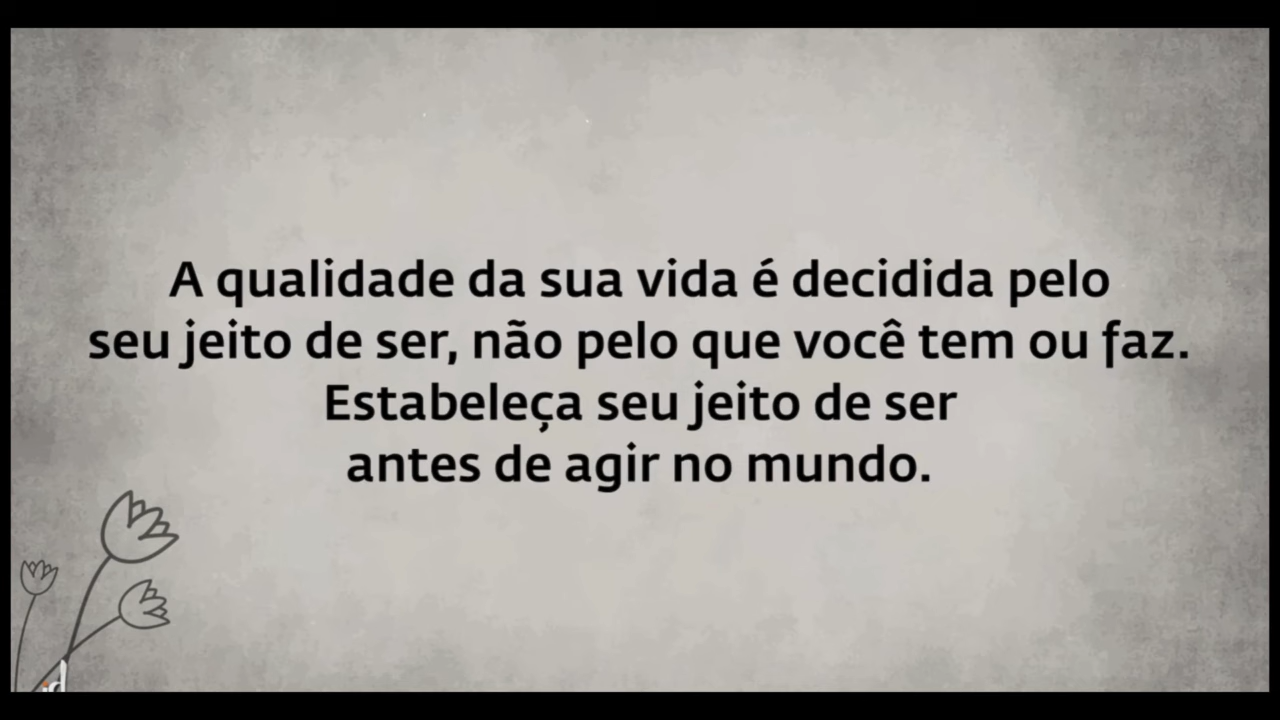 A qualidade da sua vida é decidida pelo
seu jeito de ser, não pelo que você tem ou faz.
Estabeleça seu jeito de ser
antes de agir no mundo.